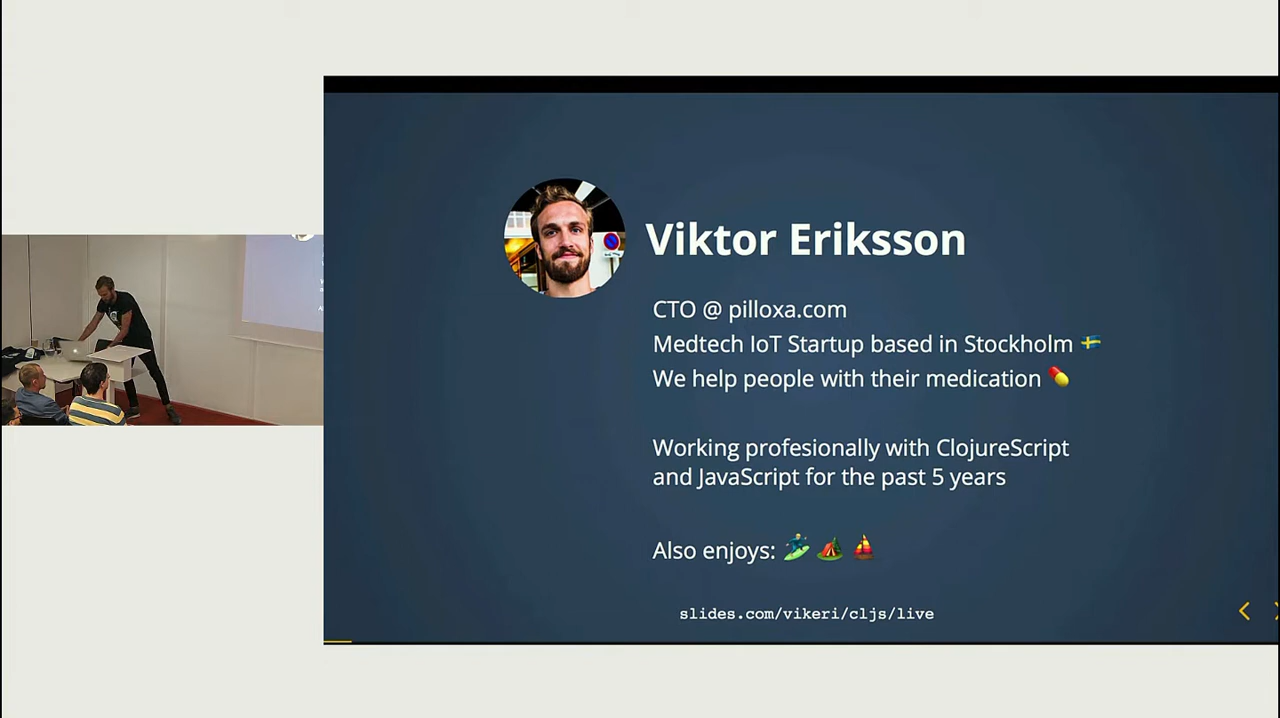 Viktor Eriksson
CTO @ pilloxa.com
Medtech IoT Startup based in Stockholm 🇸🇪
We help people with their medication 💊
Working profesionally with ClojureScript
and JavaScript for the past 5 years
Also enjoys: 🏄 🏕 ⛵
slides.com/vikeri/cljs/live